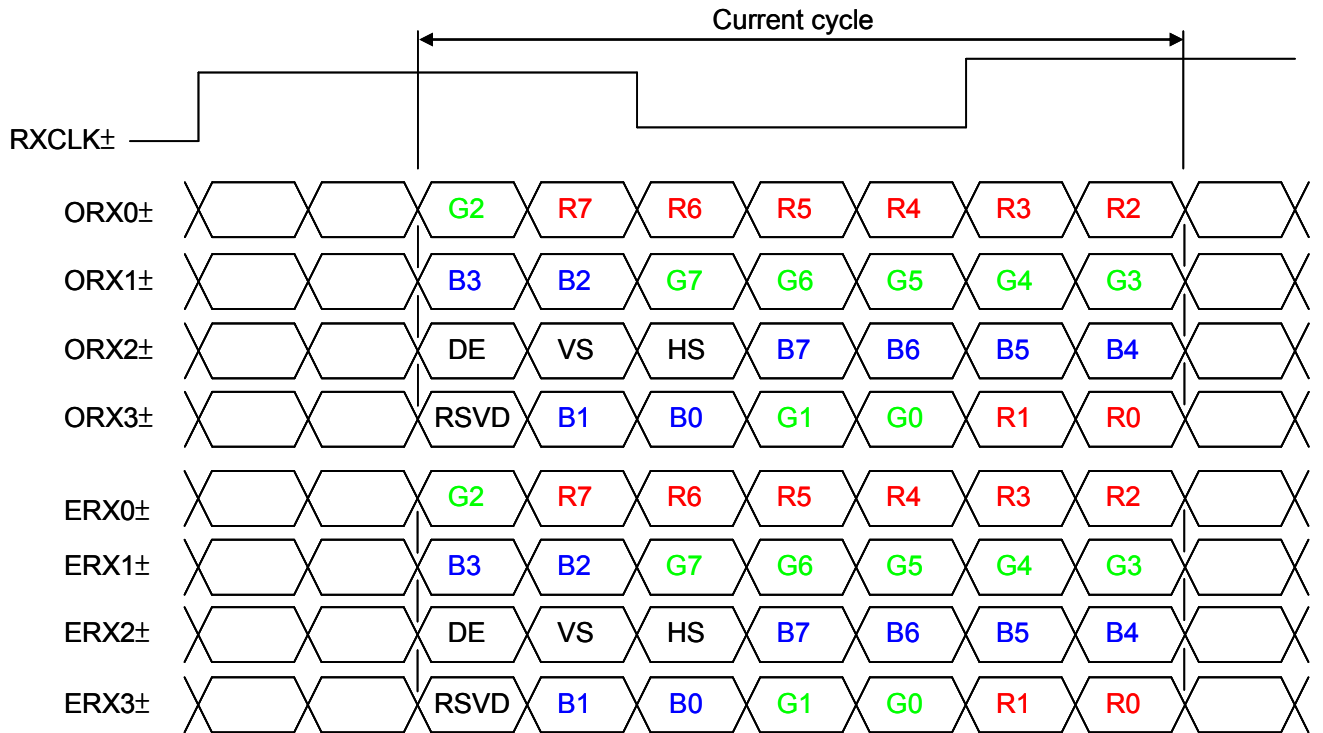 Current cycle
RXCLK±
ORX0± G2 R7 R6 R5 R4 R3 R2
ORX1± B3 B2 G7 G6 G5 G4 G3
ORX2± DE VS HS B7 B6 B5 B4
ORX3± RSVD B1 B0 G1 G0 R1 R0
ERX0± G2 R7 R6 R5 R4 R3 R2
ERX1± B3 B2 G7 G6 G5 G4 G3
ERX2± DE VS HS B7 B6 B5 B4
ERX3± RSVD B1 B0 G1 G0 R1 R0